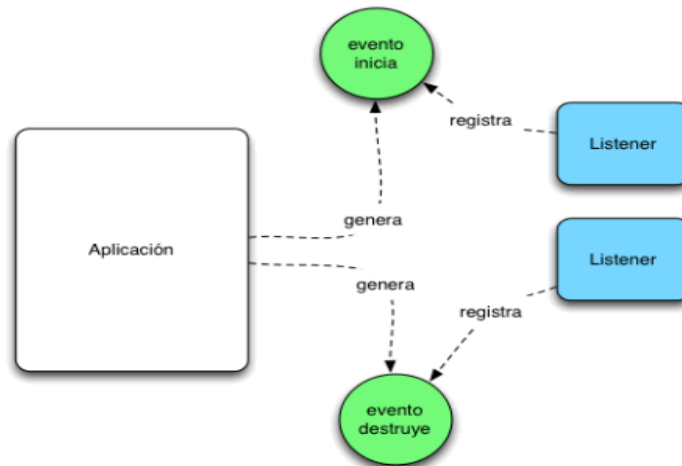 evento
inicia
registra
Listener
genera
Aplicación
Listener
genera
registra
evento
destruye